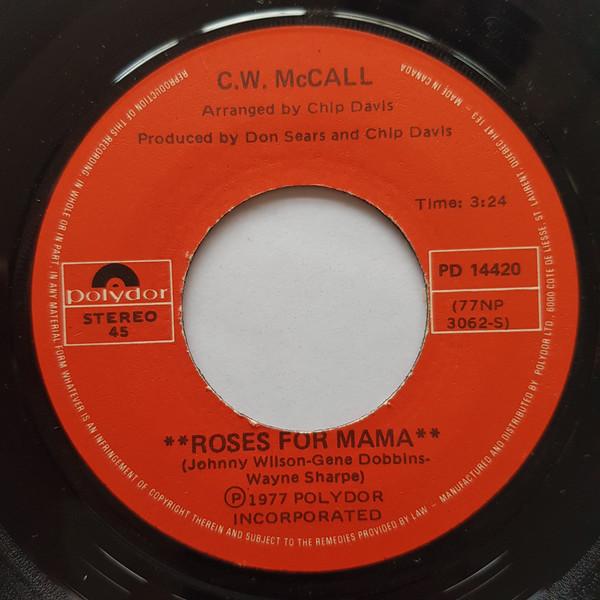 C.W. McCALL
Arranged by Chip Davis
Produced by Don Sears and Chip Davis
Time: 3:24
polydor
STEREO
45
PD 14420
(77NP
3062-S)
**ROSES FOR MAMA**
(Johnny Wilson-Gene Dobbins-
Wayne Sharpe)
Ⓟ1977 POLYDOR
INCORPORATED
REPRODUCTION OF THIS RECORDING, IN WHOLE OR IN PART, IN ANY MATERIAL FORM WHATEVER IS AN INFRINGEMENT OF COPYRIGHT THEREIN AND SUBJECT TO THE REMEDIES PROVIDED BY LAW – MANUFACTURED AND DISTRIBUTED BY POLYDOR LTD., 6000 COTE DE LIESSE, ST LAURENT, QUEBEC H4T 1E3 – MADE IN CANADA